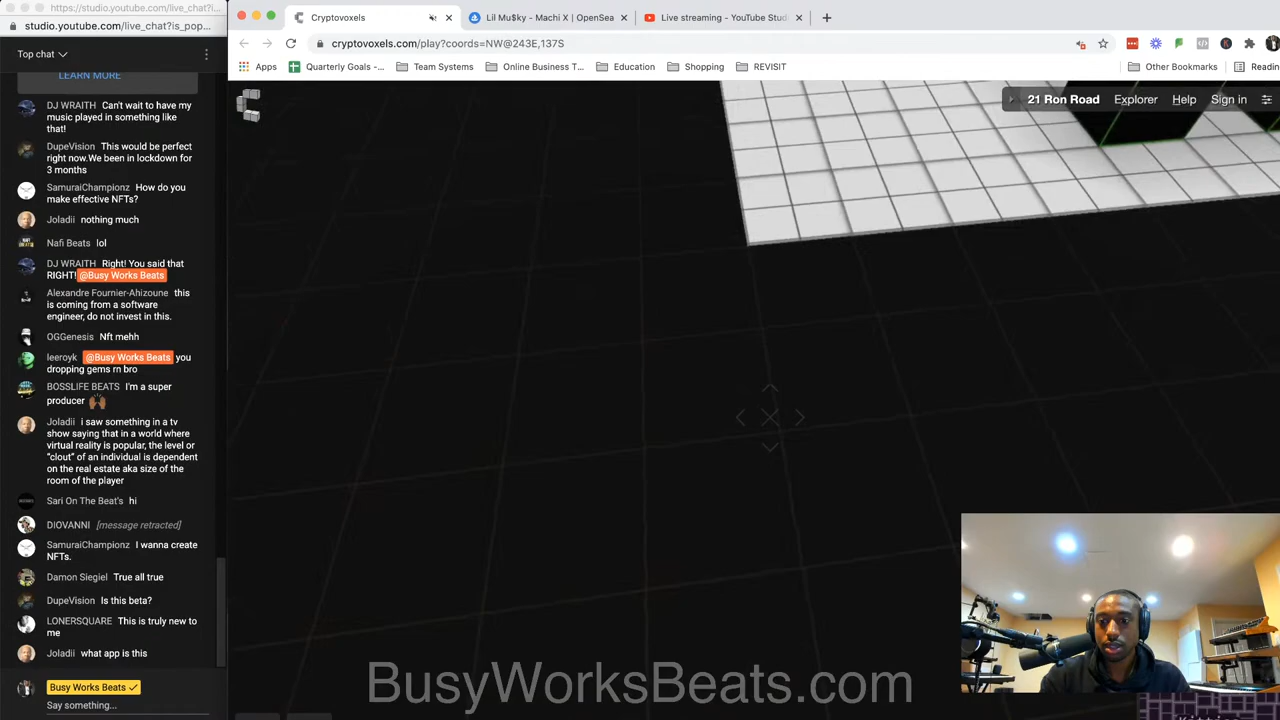 https://studio.youtube.com/live_chat?i
studio.youtube.com/live_chat?is_pop...
Cryptovoxels
Lil Mu$ky - Machi X | OpenSea
Live streaming - YouTube Stud
cryptovoxels.com/play?coords=NW@243E,137S
Apps
Quarterly Goals -...
Team Systems
Online Business T...
Education
Shopping
REVISIT
Other Bookmarks
21 Ron Road
Explorer
Help
Sign in
Top chat
LEARN MORE
DJ WRAITH Can't wait to have my
music played in something like
that!
DupeVision This would be perfect
right now.We been in lockdown for
3 months
SamuraiChampionz How do you
make effective NFTs?
Joladii nothing much
Nafi Beats lol
DJ WRAITH Right! You said that
RIGHT! @Busy Works Beats
Alexandre Fournier-Ahizoune this
is coming from a software
engineer, do not invest in this.
OGGenesis Nft mehh
leeroyk @Busy Works Beats you
dropping gems rn bro
BOSSLIFE BEATS I'm a super
producer
Joladii i saw something in a tv
show saying that in a world where
virtual reality is popular, the level or
"clout" of an individual is dependent
on the real estate aka size of the
room of the player
Sari On The Beat's hi
DIOVANNI [message retracted]
SamuraiChampionz I wanna create
NFTs.
Damon Siegiel True all true
DupeVision Is this beta?
LONERSQUARE This is truly new to
me
Joladii what app is this
Busy Works Beats
Say something...
BusyWorksBeats.com